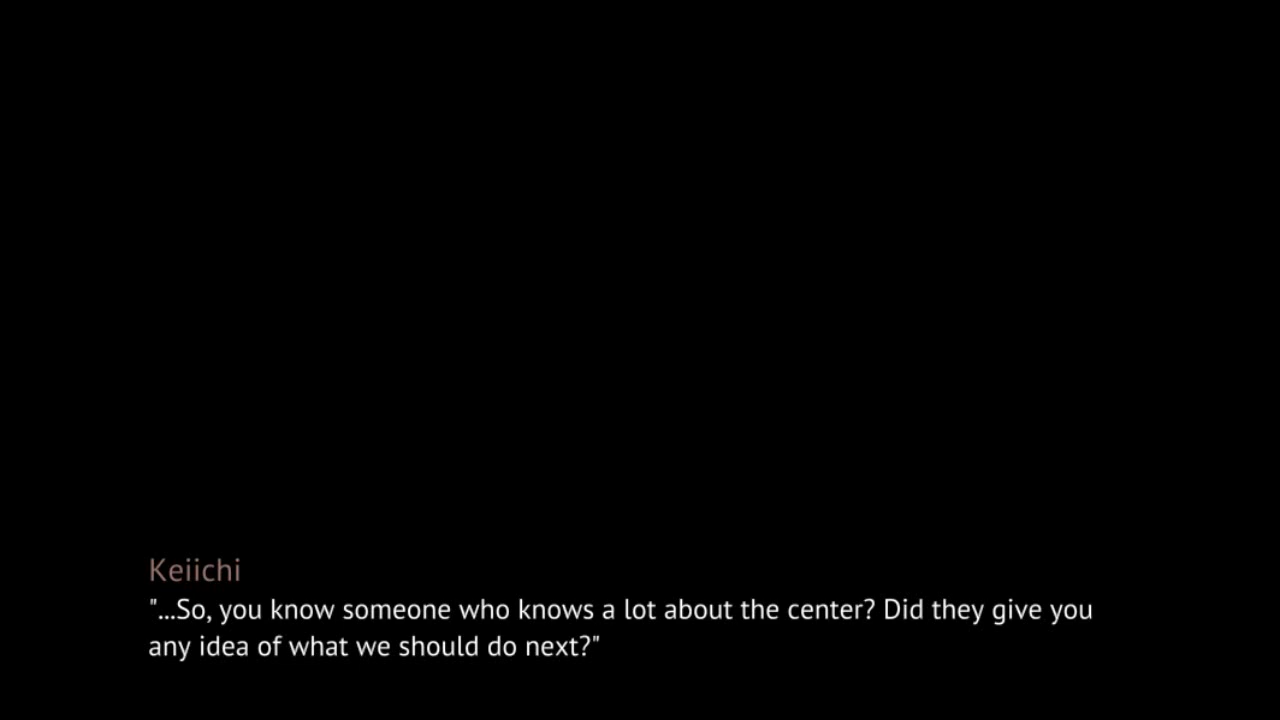 Keiichi
"...So, you know someone who knows a lot about the center? Did they give you
any idea of what we should do next?"